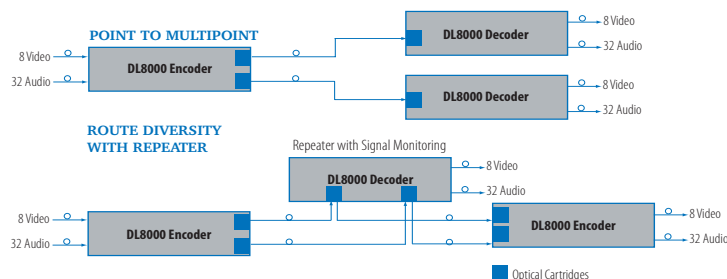 POINT TO MULTIPOINT
8 Video
32 Audio
DL8000 Encoder
DL8000 Decoder
8 Video
32 Audio
DL8000 Decoder
8 Video
32 Audio
ROUTE DIVERSITY
WITH REPEATER
Repeater with Signal Monitoring
DL8000 Decoder
8 Video
32 Audio
8 Video
32 Audio
DL8000 Encoder
DL8000 Encoder
8 Video
32 Audio
Optical Cartridges